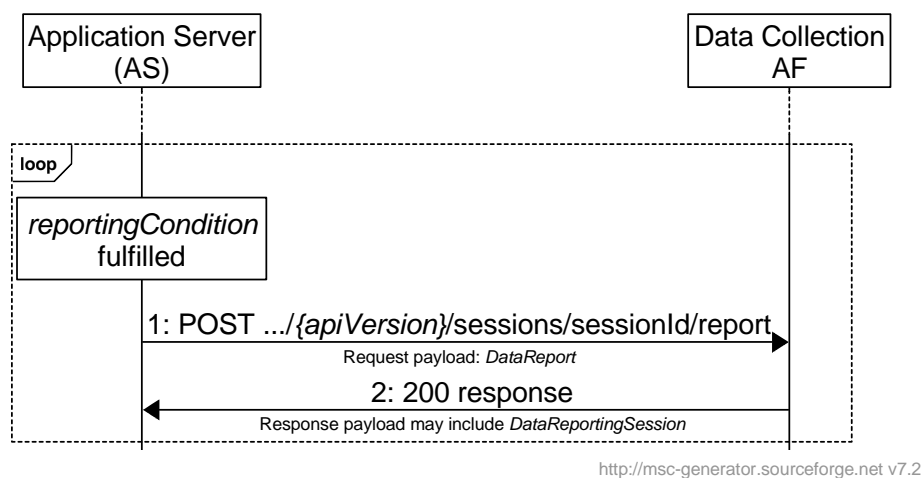 Application Server
(AS)
Data Collection
AF
loop
reportingCondition
fulfilled
1: POST .../{apiVersion}/sessions/sessionId/report
Request payload: DataReport
2: 200 response
Response payload may include DataReportingSession
http://msc-generator.sourceforge.net v7.2